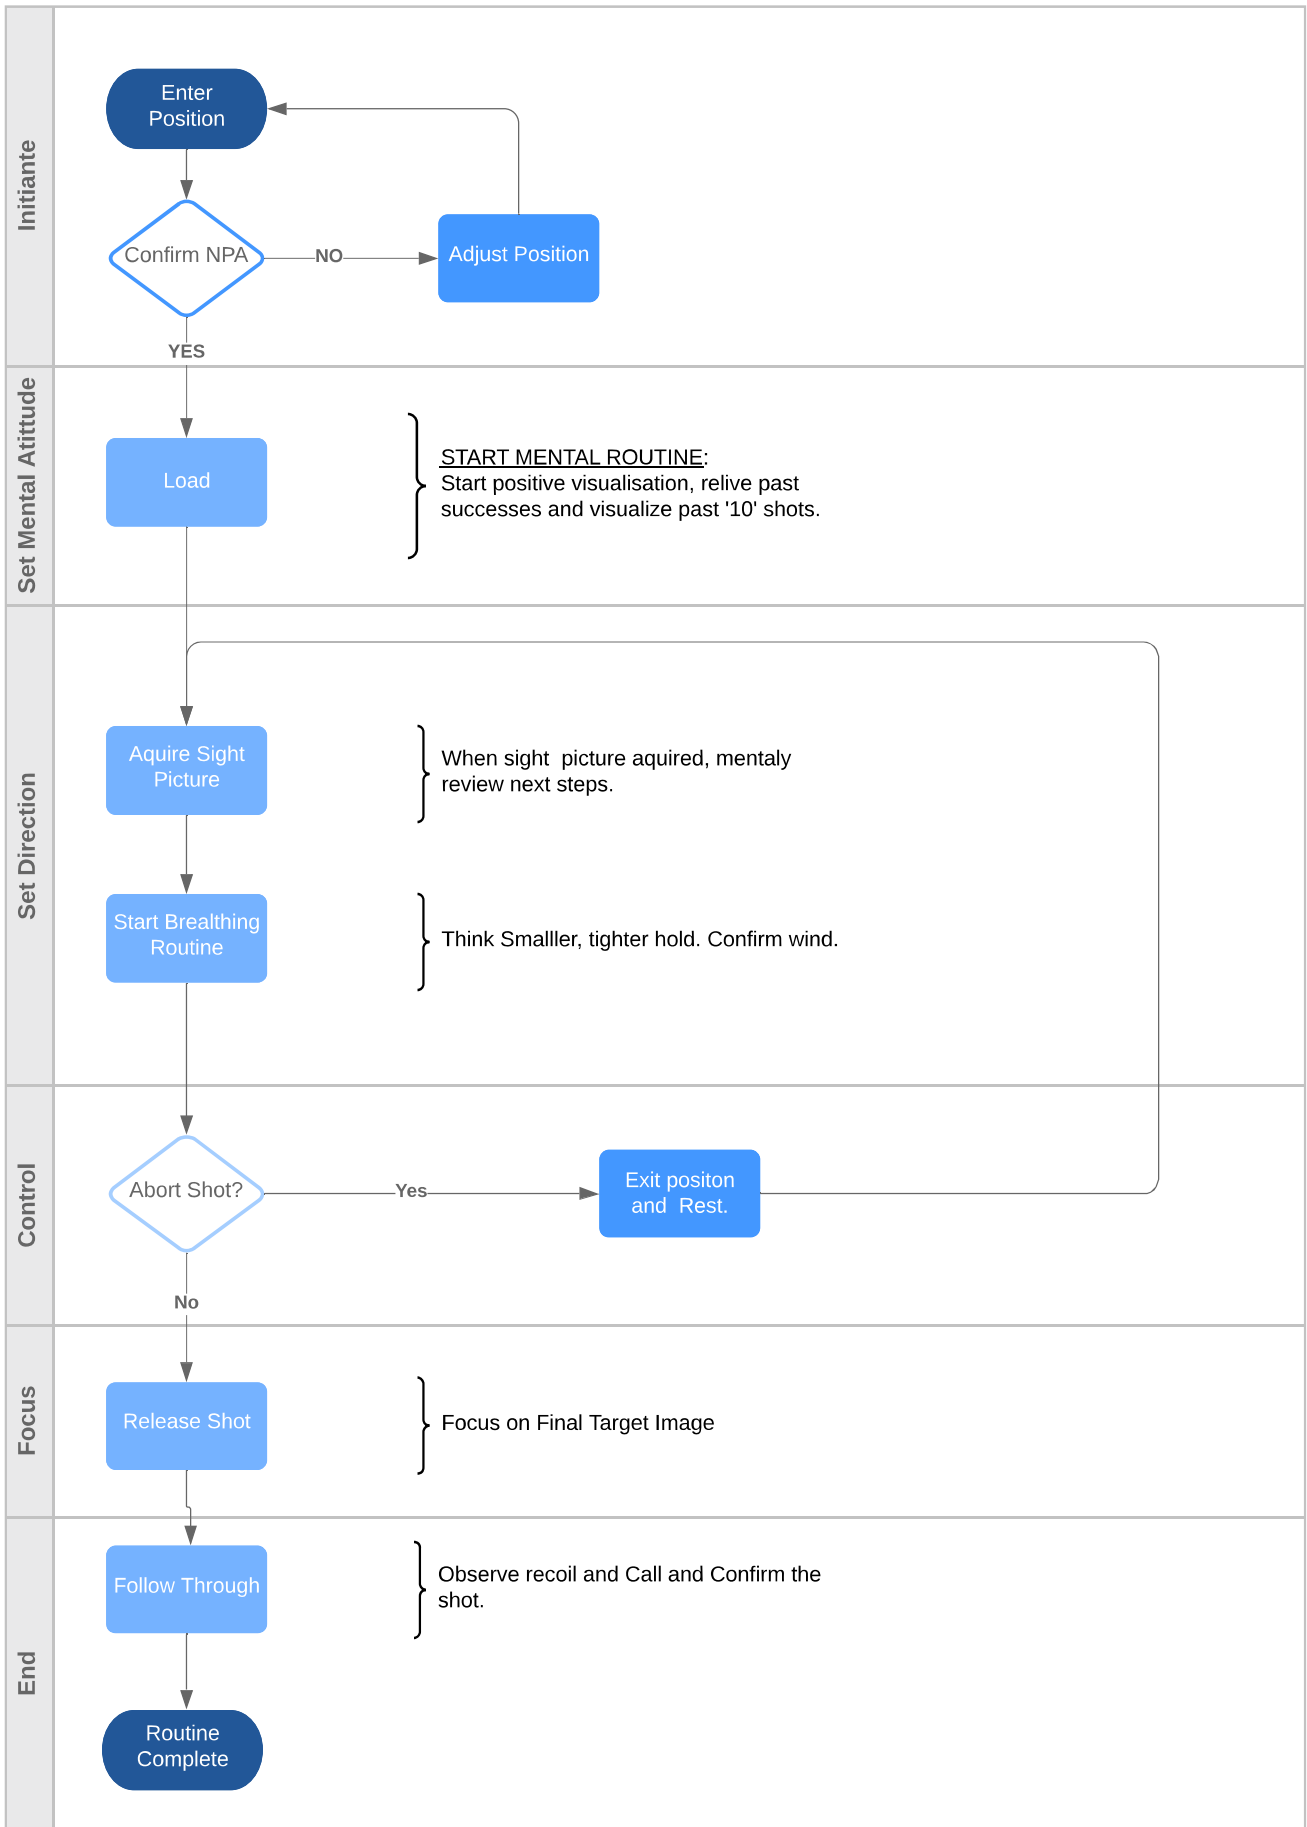 Initiante
Enter
Position
Confirm NPA
NO
Adjust Position
YES
Set Mental Atittude
Load
START MENTAL ROUTINE:
Start positive visualisation, relive past
successes and visualize past '10' shots.
Set Direction
Aquire Sight
Picture
When sight  picture aquired, mentaly
review next steps.
Start Brealthing
Routine
Think Smalller, tighter hold. Confirm wind.
Control
Abort Shot?
Yes
Exit positon
and  Rest.
No
Focus
Release Shot
Focus on Final Target Image
End
Follow Through
Observe recoil and Call and Confirm the
shot.
Routine
Complete